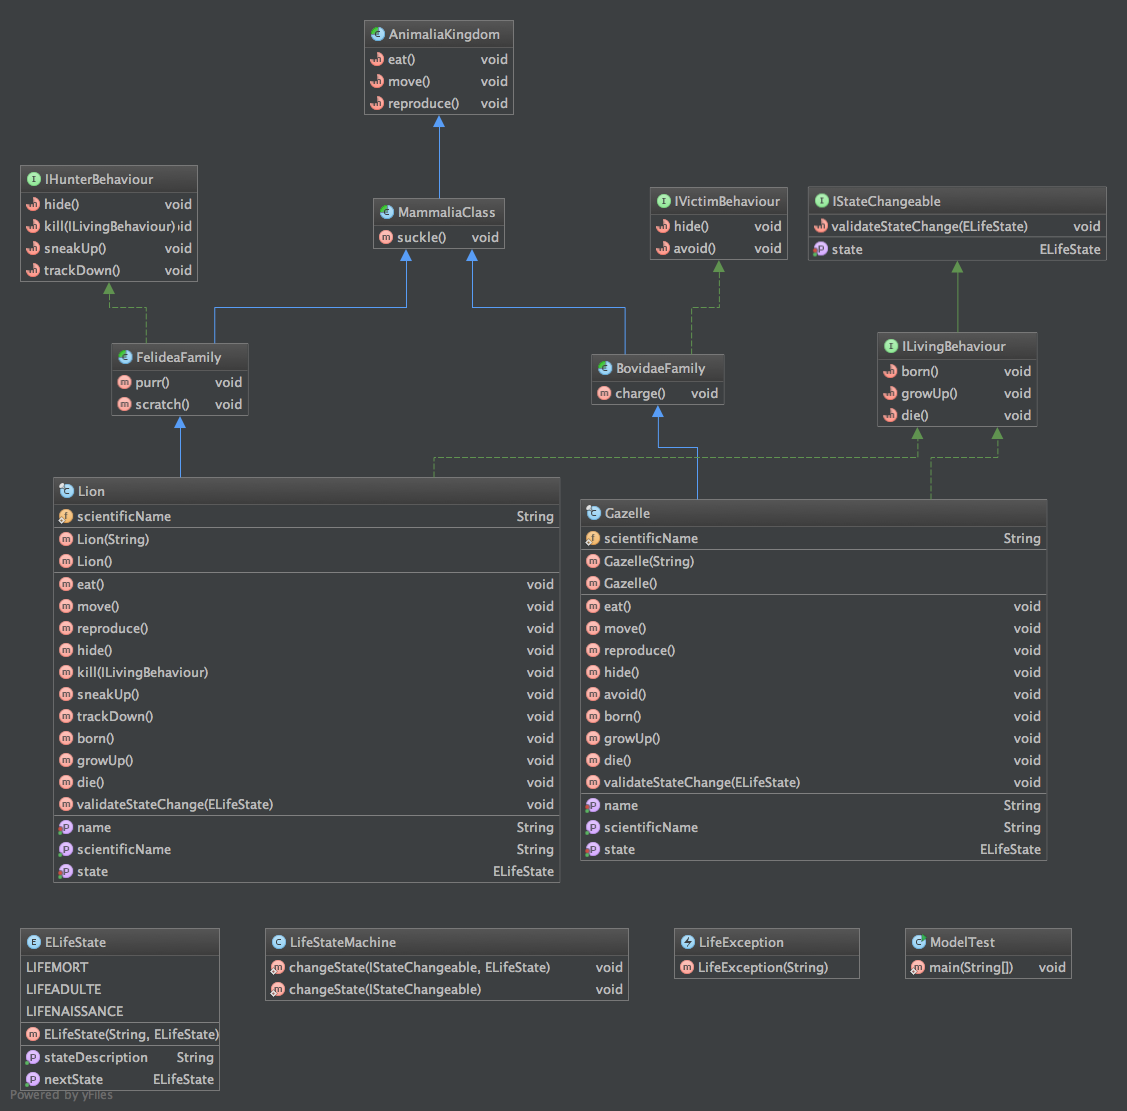 AnimaliaKingdom
eat() void
move() void
reproduce() void
IHunterBehaviour
hide() void
kill(ILivingBehaviour) id
sneakUp() void
trackDown() void
MammaliaClass
suckle() void
IVictimBehaviour
hide() void
avoid() void
IStateChangeable
validateStateChange(ELifeState) void
state ELifeState
FelideaFamily
purr() void
scratch() void
BovidaeFamily
charge() void
ILivingBehaviour
born() void
growUp() void
die() void
Lion
scientificName String
Lion(String)
Lion()
eat() void
move() void
reproduce() void
hide() void
kill(ILivingBehaviour) void
sneakUp() void
trackDown() void
born() void
growUp() void
die() void
validateStateChange(ELifeState) void
name String
scientificName String
state ELifeState
Gazelle
scientificName String
Gazelle(String)
Gazelle()
eat() void
move() void
reproduce() void
hide() void
avoid() void
born() void
growUp() void
die() void
validateStateChange(ELifeState) void
name String
scientificName String
state ELifeState
ELifeState
LIFEMORT
LIFEADULTE
LIFENAISSANCE
ELifeState(String, ELifeState)
stateDescription String
nextState ELifeState
LifeStateMachine
changeState(IStateChangeable, ELifeState) void
changeState(IStateChangeable) void
LifeException
LifeException(String)
ModelTest
main(String[]) void
Powered by yFiles